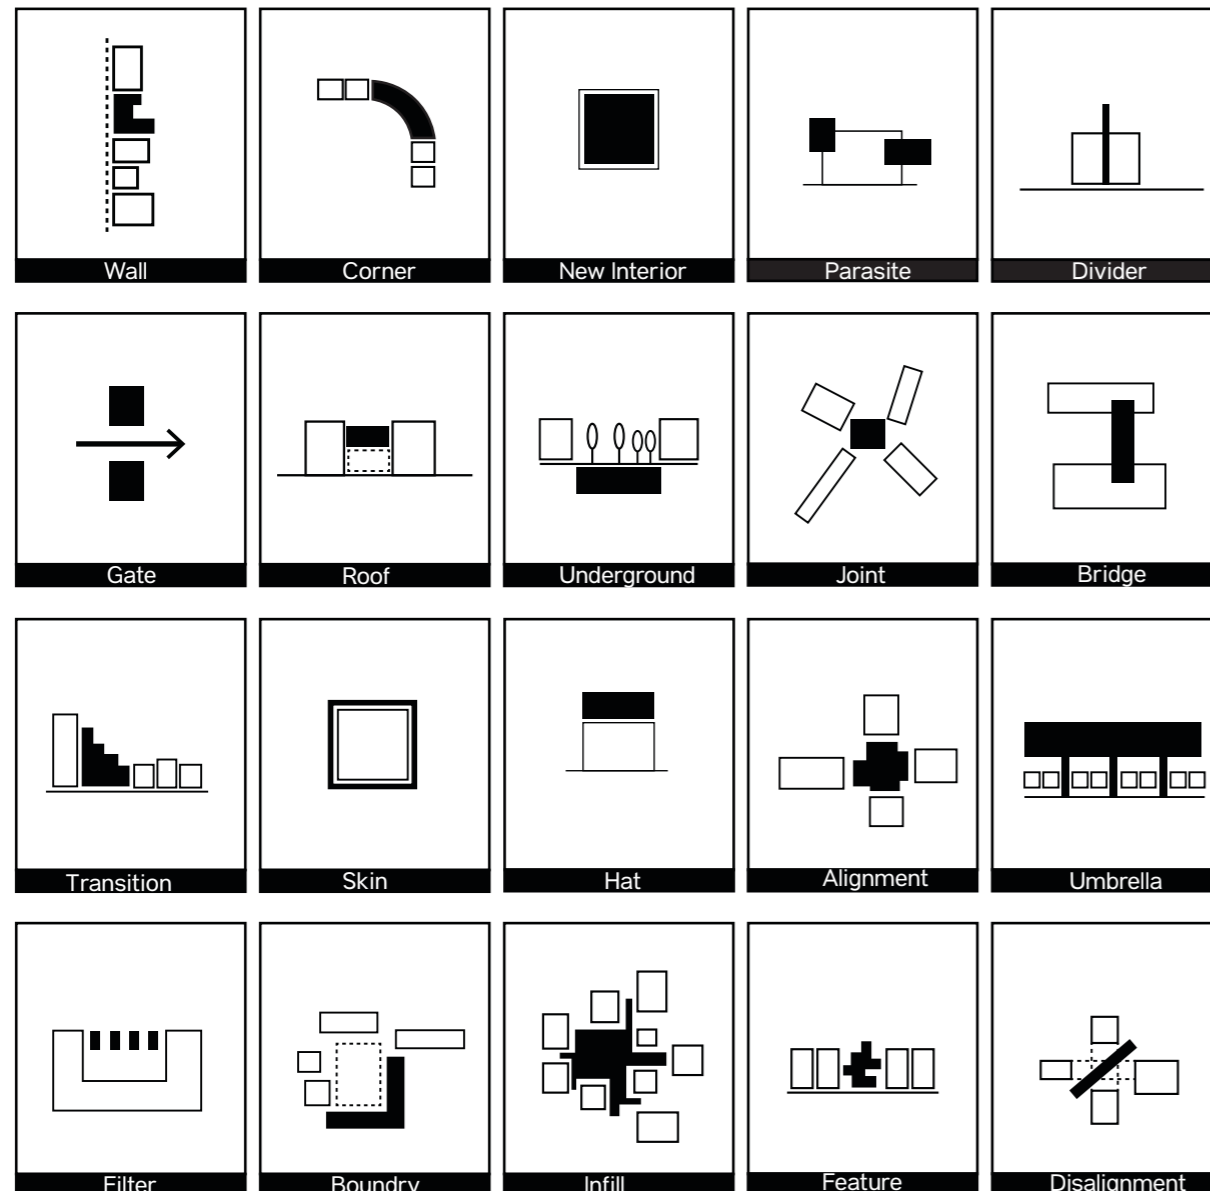 Wall
Corner
New Interior
Parasite
Divider
Gate
Roof
Underground
Joint
Bridge
Transition
Skin
Hat
Alignment
Umbrella
Filter
Boundry
Infill
Feature
Disalignment